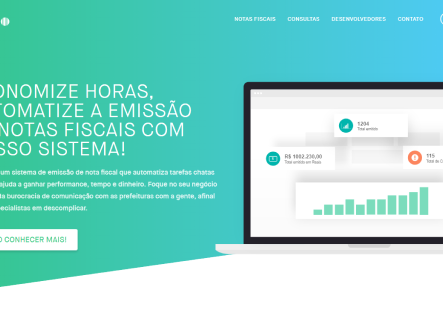 NOTAS FISCAIS CONSULTAS DESENVOLVEDORES CONTATO
ONOMIZE HORAS,
TOMATIZE A EMISSÃO
NOTAS FISCAIS COM
SSO SISTEMA!
um sistema de emissão de nota fiscal que automatiza tarefas chatas
ajuda a ganhar performance, tempo e dinheiro. Foque no seu negócio
da burocracia de comunicação com as prefeituras com a gente, afinal
pecialistas em descomplicar.
O CONHECER MAIS!
1294
Total emitido
R$ 1092.230,00
Total emitido em Reais
115
Total de C